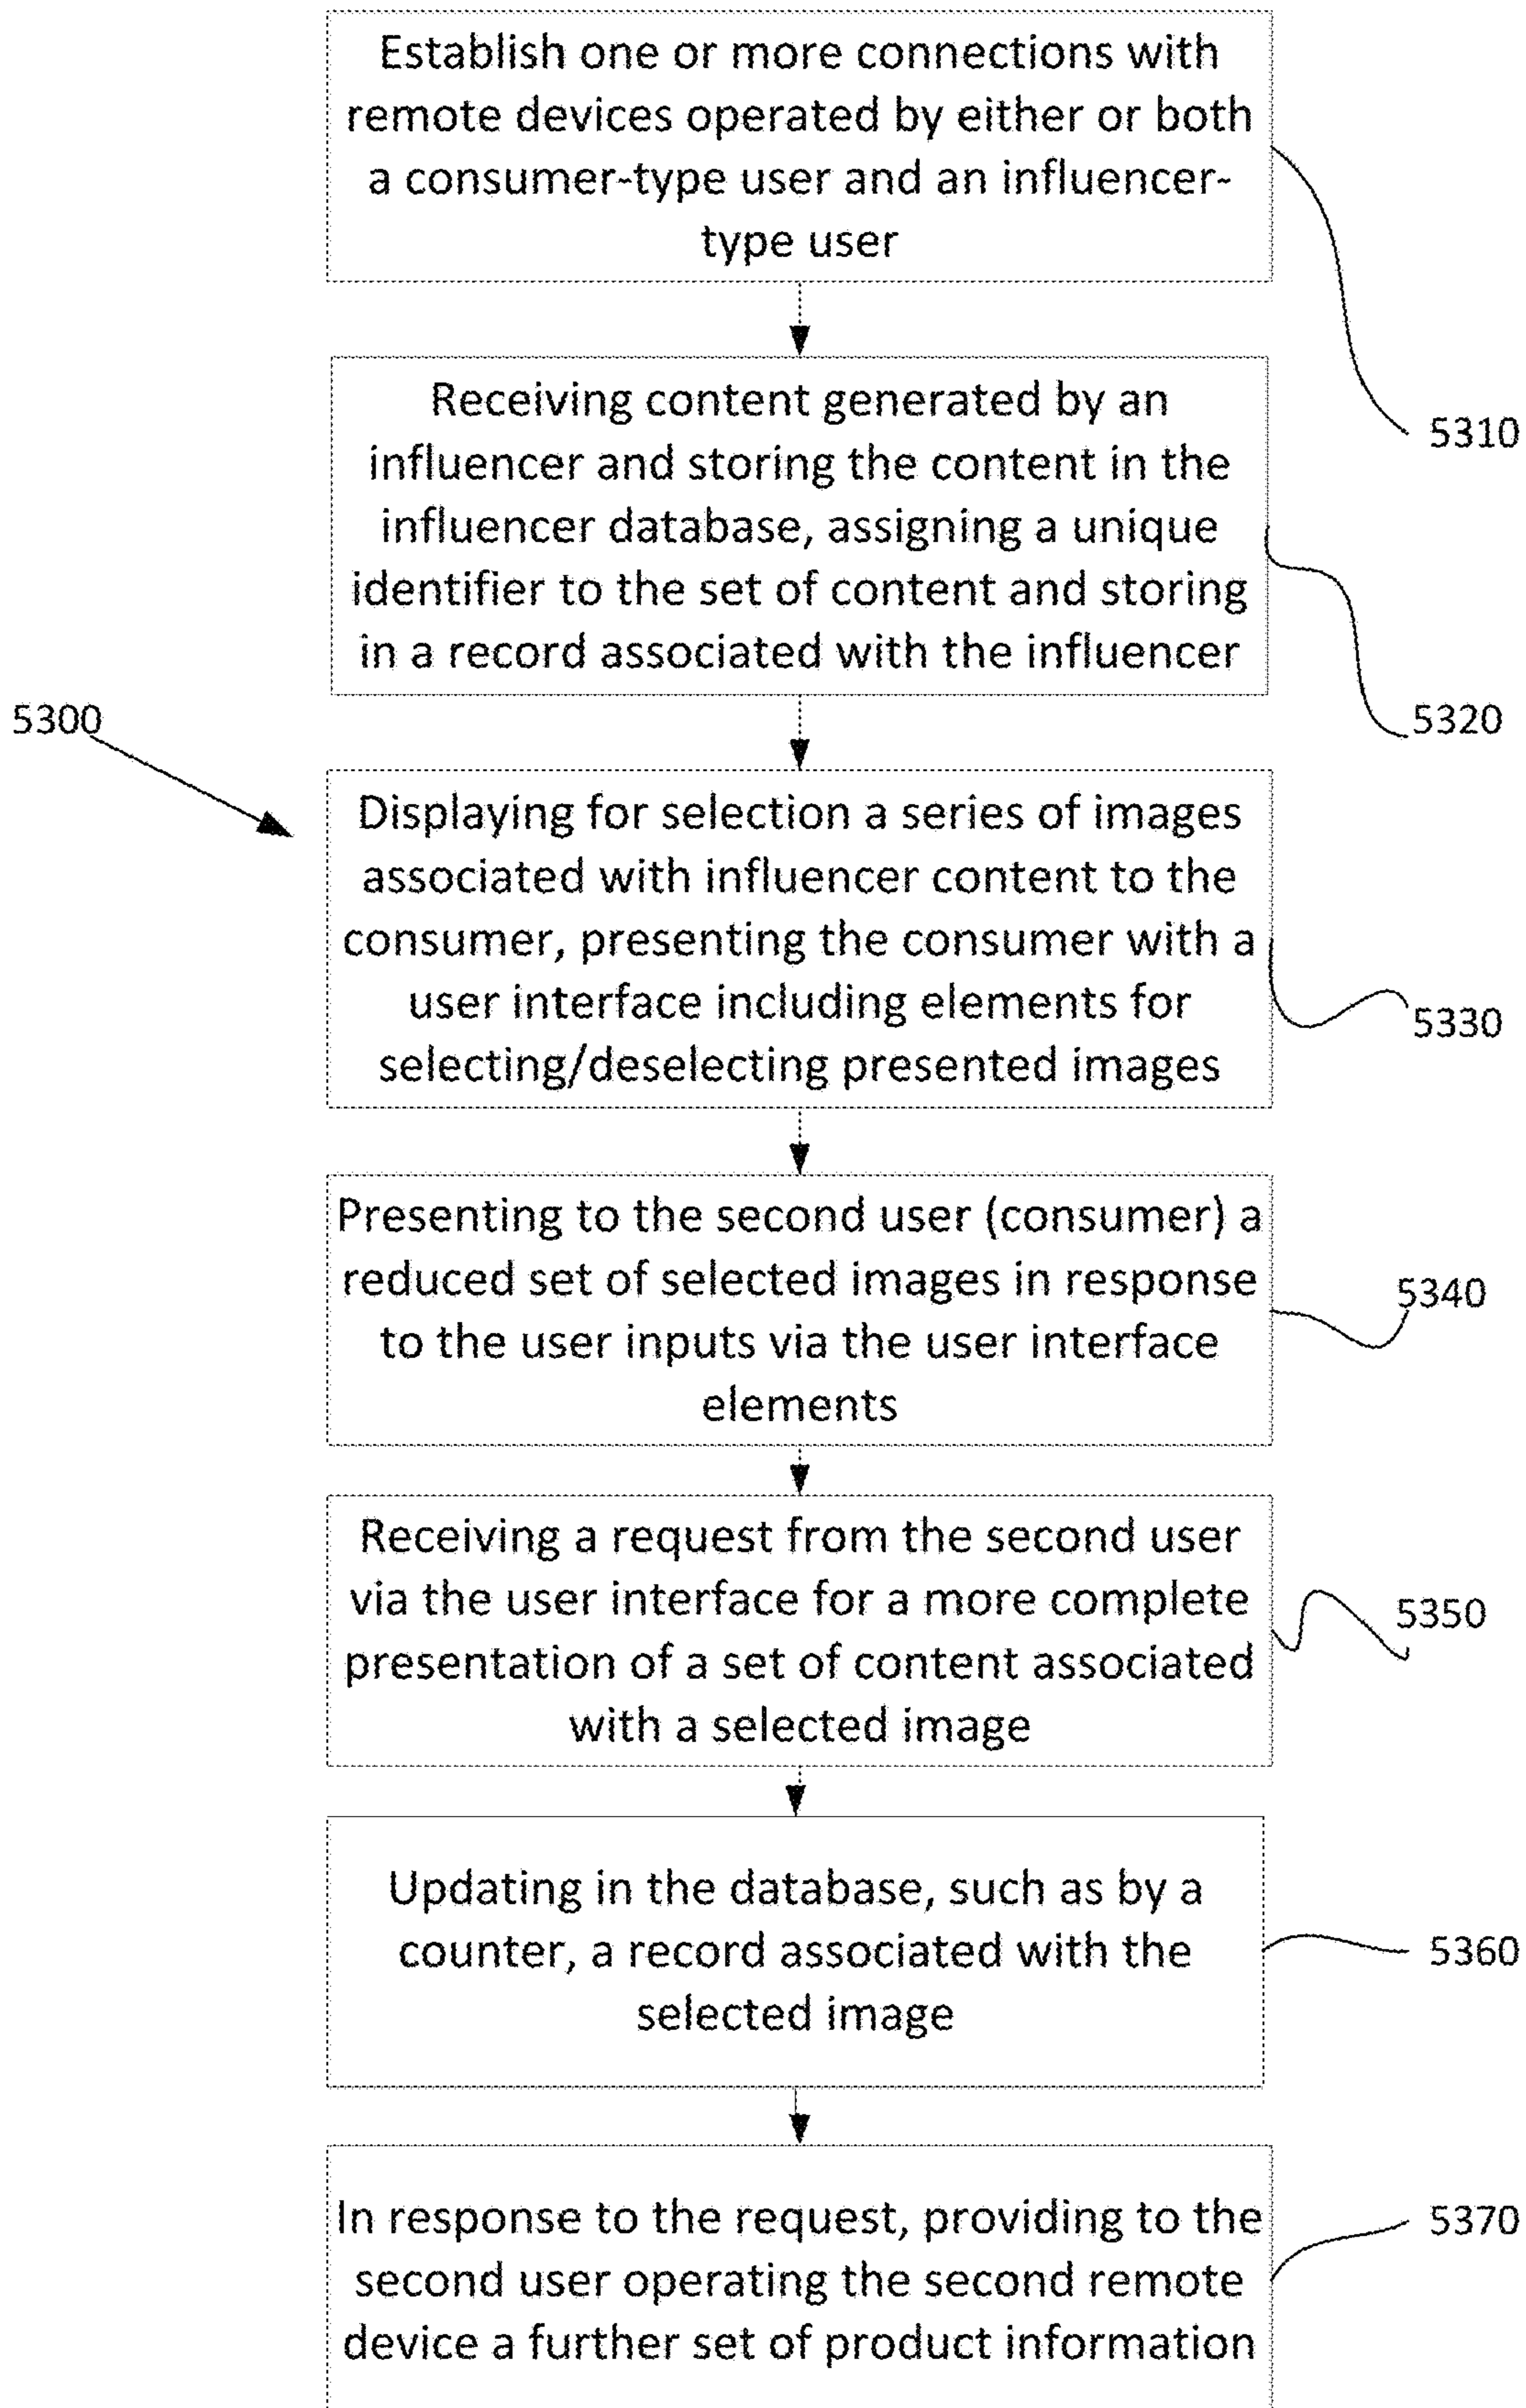 Establish one or more connections with
remote devices operated by either or both
a consumer-type user and an influencer-
type user
5310
Receiving content generated by an
influencer and storing the content in the
influencer database, assigning a unique
identifier to the set of content and storing
in a record associated with the influencer
5320
5300
Displaying for selection a series of images
associated with influencer content to the
consumer, presenting the consumer with a
user interface including elements for
selecting/deselecting presented images
5330
Presenting to the second user (consumer) a
reduced set of selected images in response
to the user inputs via the user interface
elements
5340
Receiving a request from the second user
via the user interface for a more complete
presentation of a set of content associated
with a selected image
5350
Updating in the database, such as by a
counter, a record associated with the
selected image
5360
In response to the request, providing to the
second user operating the second remote
device a further set of product information
5370